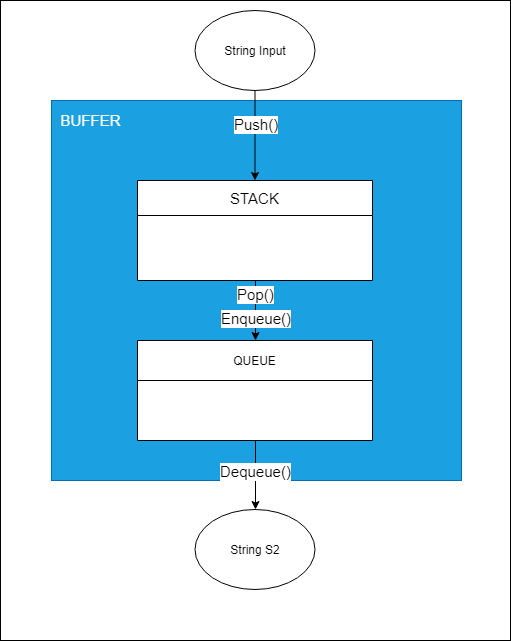 String Input
BUFFER
Push()
STACK
Pop()
Enqueue()
QUEUE
Dequeue()
String S2